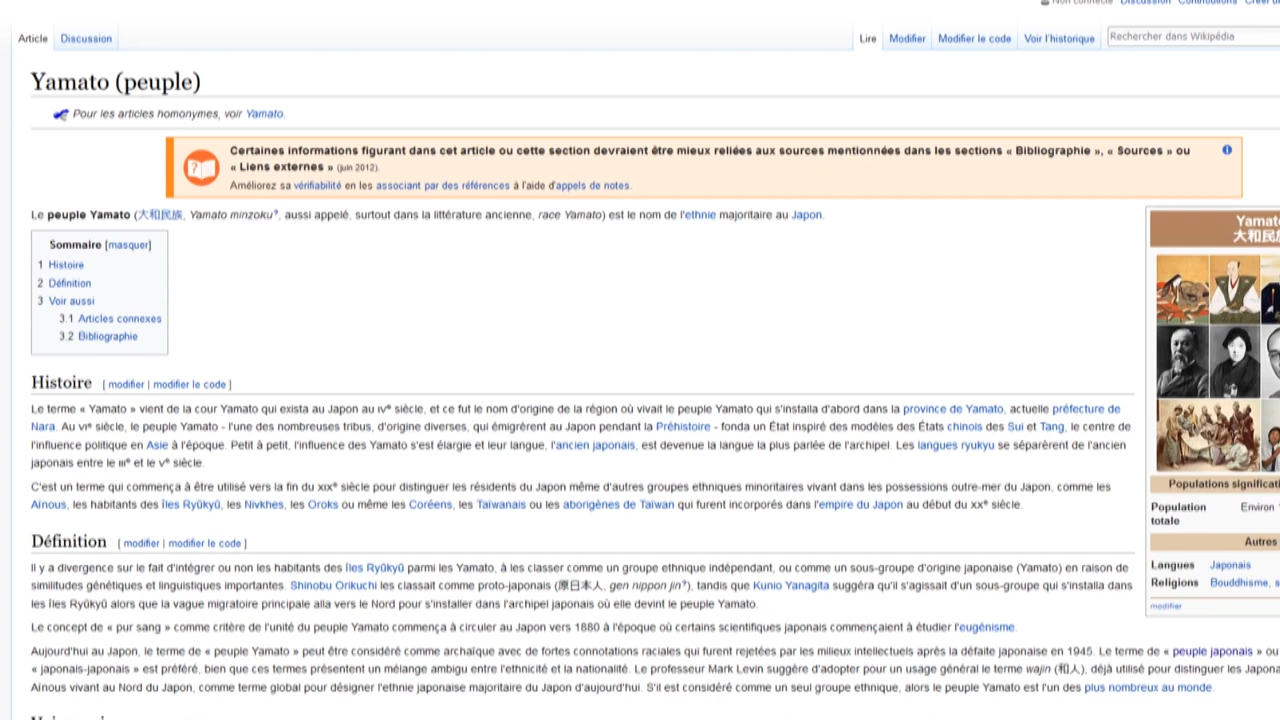 Non connecté Discussion Contributions
Article Discussion Lire Modifier Modifier le code Voir l'historique Rechercher dans Wikipédia
Yamato (peuple)
Pour les articles homonymes, voir Yamato.
Certaines informations figurant dans cet article ou cette section devraient être mieux reliées aux sources mentionnées dans les sections « Bibliographie », « Sources » ou
« Liens externes » (juin 2012).
Améliorez sa vérifiabilité en les associant par des références à l'aide d'appels de notes.
Le peuple Yamato (大和民族, Yamato minzoku?, aussi appelé, surtout dans la littérature ancienne, race Yamato) est le nom de l'ethnie majoritaire au Japon.
Sommaire [masquer]
1 Histoire
2 Définition
3 Voir aussi
3.1 Articles connexes
3.2 Bibliographie
Histoire [ modifier | modifier le code ]
Le terme « Yamato » vient de la cour Yamato qui exista au Japon au IVe siècle, et ce fut le nom d'origine de la région où vivait le peuple Yamato qui s'installa d'abord dans la province de Yamato, actuelle préfecture de
Nara. Au VIe siècle, le peuple Yamato - l'une des nombreuses tribus, d'origine diverses, qui émigrèrent au Japon pendant la Préhistoire - fonda un État inspiré des modèles des États chinois des Sui et Tang, le centre de
l'influence politique en Asie à l'époque. Petit à petit, l'influence des Yamato s'est élargie et leur langue, l'ancien japonais, est devenue la langue la plus parlée de l'archipel. Les langues ryukyu se séparèrent de l'ancien
japonais entre le IIIe et le Ve siècle.
C'est un terme qui commença à être utilisé vers la fin du XIXe siècle pour distinguer les résidents du Japon même d'autres groupes ethniques minoritaires vivant dans les possessions outre-mer du Japon, comme les
Aïnous, les habitants des îles Ryūkyū, les Nivkhes, les Oroks ou même les Coréens, les Taïwanais ou les aborigènes de Taïwan qui furent incorporés dans l'empire du Japon au début du XXe siècle.
Définition [ modifier | modifier le code ]
Il y a divergence sur le fait d'intégrer ou non les habitants des îles Ryūkyū parmi les Yamato, à les classer comme un groupe ethnique indépendant, ou comme un sous-groupe d'origine japonaise (Yamato) en raison de
similitudes génétiques et linguistiques importantes. Shinobu Orikuchi les classait comme proto-japonais (原日本人, gen nippon jin?), tandis que Kunio Yanagita suggéra qu'il s'agissait d'un sous-groupe qui s'installa dans
les îles Ryūkyū alors que la vague migratoire principale alla vers le Nord pour s'installer dans l'archipel japonais où elle devint le peuple Yamato.
Le concept de « pur sang » comme critère de l'unité du peuple Yamato commença à circuler au Japon vers 1880 à l'époque où certains scientifiques japonais commençaient à étudier l'eugénisme.
Aujourd'hui au Japon, le terme de « peuple Yamato » peut être considéré comme archaïque avec de fortes connotations raciales qui furent rejetées par les milieux intellectuels après la défaite japonaise en 1945. Le terme de « peuple japonais » ou
« japonais-japonais » est préféré, bien que ces termes présentent un mélange ambigu entre l'ethnicité et la nationalité. Le professeur Mark Levin suggère d'adopter pour un usage général le terme wajin (和人), déjà utilisé pour distinguer les Japona
Aïnous vivant au Nord du Japon, comme terme global pour désigner l'ethnie japonaise majoritaire du Japon d'aujourd'hui. S'il est considéré comme un seul groupe ethnique, alors le peuple Yamato est l'un des plus nombreux au monde.
Yamat
大和民
Populations significati
Population Environ
totale
Autres
Langues Japonais
Religions Bouddhisme, s
modifier